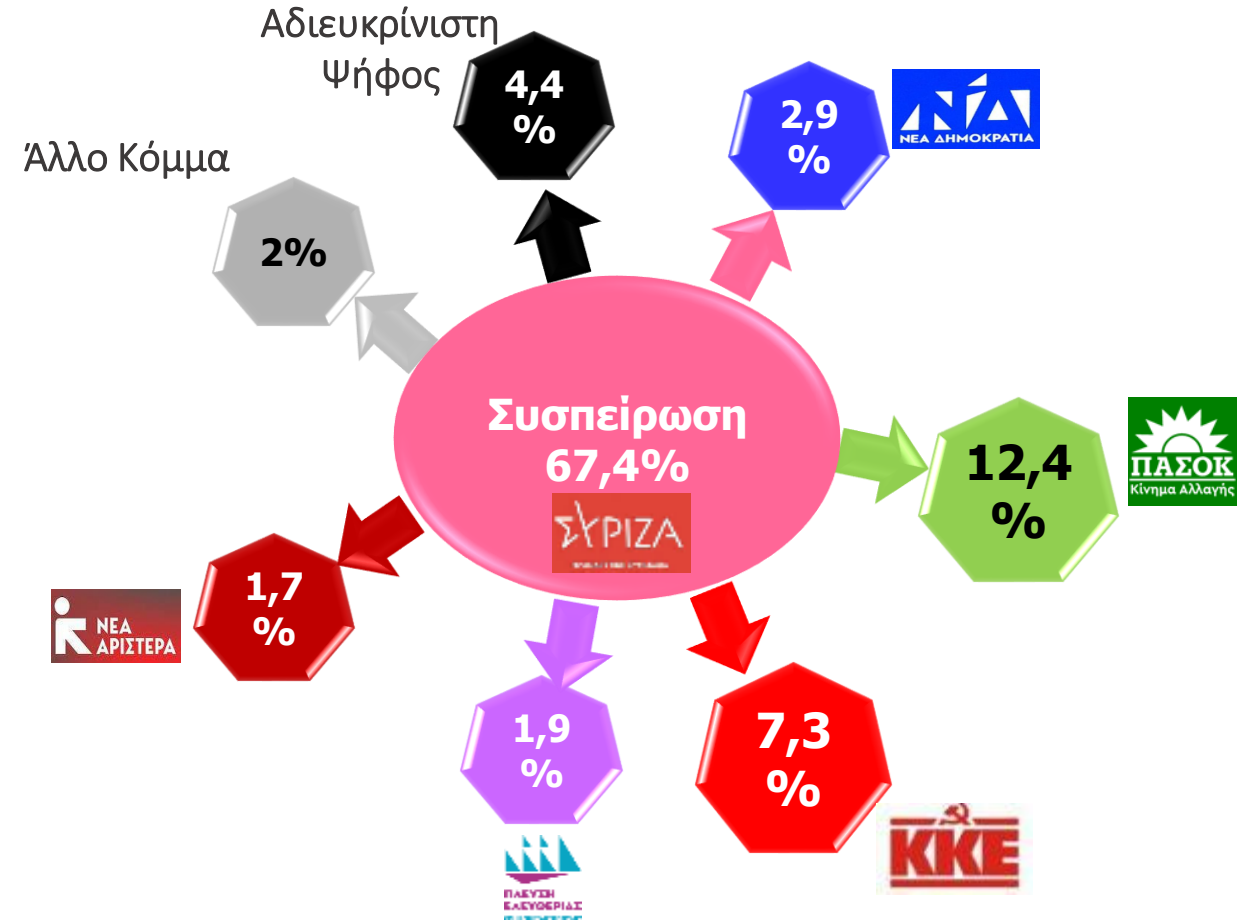 Αδιευκρίνιστη
Ψήφος
4,4
%
2,9
%
ΝΔ
ΝΕΑ ΔΗΜΟΚΡΑΤΙΑ
Άλλο Κόμμα
2%
Συσπείρωση
67,4%
ΣΥΡΙΖΑ
12,4
%
ΠΑΣΟΚ
Κίνημα Αλλαγής
1,7
%
ΝΕΑ
ΑΡΙΣΤΕΡΑ
1,9
%
7,3
%
ΚΚΕ
ΠΛΕΥΣΗ
ΕΛΕΥΘΕΡΙΑΣ